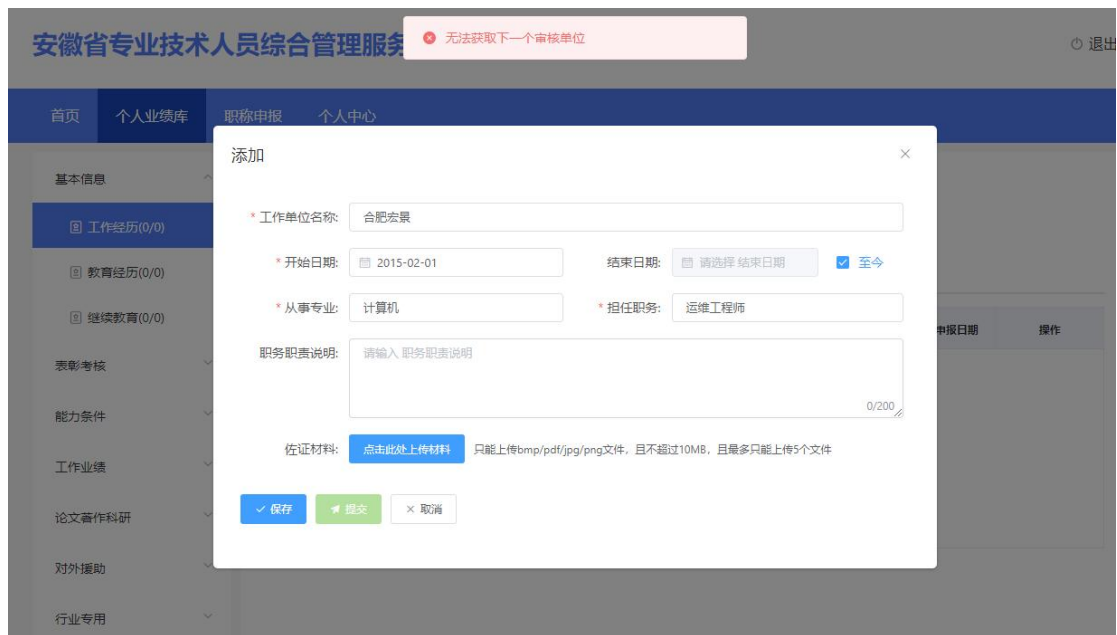 安徽省专业技术人员综合管理服务
无法获取下一个审核单位
退出
首页 个人业绩库 职称申报 个人中心
添加
基本信息
工作经历(0/0)
教育经历(0/0)
继续教育(0/0)
表彰考核
能力条件
工作业绩
论文著作科研
对外援助
行业专用
* 工作单位名称: 合肥宏景
* 开始日期: 2015-02-01 结束日期: 请选择 结束日期 至今
* 从事专业: 计算机 * 担任职务: 运维工程师
职务职责说明: 请输入 职务职责说明
0/200
佐证材料: 点击此处上传材料 只能上传bmp/pdf/jpg/png文件，且不超过10MB，且最多只能上传5个文件
保存 提交 取消
申报日期 操作